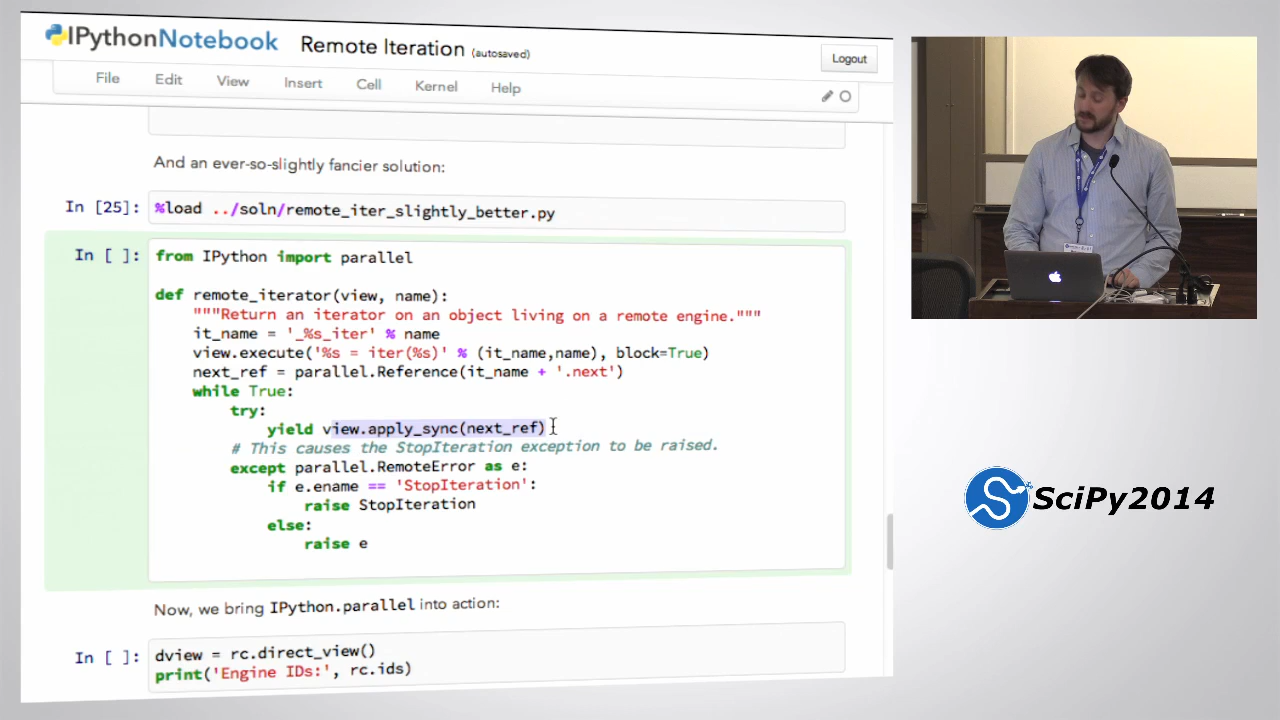 IPythonNotebook Remote Iteration (autosaved) Logout
File Edit View Insert Cell Kernel Help
And an ever-so-slightly fancier solution:
In [25]: %load ../soln/remote_iter_slightly_better.py
In [ ]: from IPython import parallel
def remote_iterator(view, name):
"""Return an iterator on an object living on a remote engine."""
it_name = '_%s_iter' % name
view.execute('%s = iter(%s)' % (it_name,name), block=True)
next_ref = parallel.Reference(it_name + '.next')
while True:
try:
yield view.apply_sync(next_ref)
# This causes the StopIteration exception to be raised.
except parallel.RemoteError as e:
if e.ename == 'StopIteration':
raise StopIteration
else:
raise e
Now, we bring IPython.parallel into action:
In [ ]: dview = rc.direct_view()
print('Engine IDs:', rc.ids)
SciPy2014